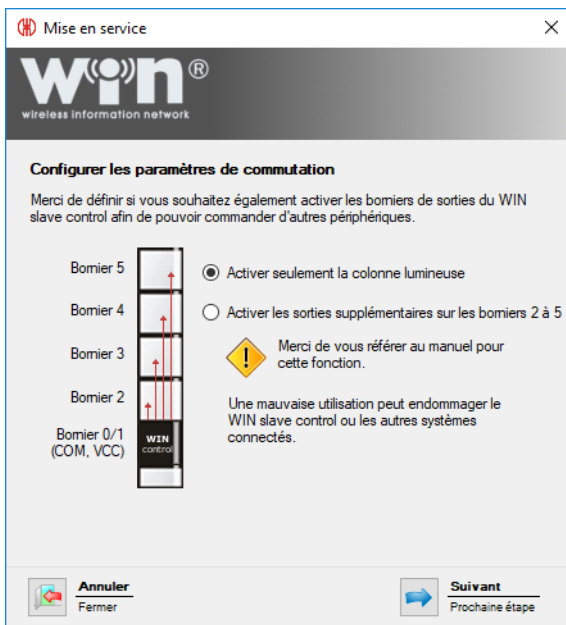 Mise en service
WIN®
wireless information network
Configurer les paramètres de commutation
Merci de définir si vous souhaitez également activer les borniers de sorties du WIN
slave control afin de pouvoir commander d'autres périphériques.
Bornier 5
Bornier 4
Bornier 3
Bornier 2
Bornier 0/1
(COM, VCC)
WIN
control
Activer seulement la colonne lumineuse
Activer les sorties supplémentaires sur les borniers 2 à 5
Merci de vous référer au manuel pour
cette fonction.
Une mauvaise utilisation peut endommager le
WIN slave control ou les autres systèmes
connectés.
Annuler
Fermer
Suivant
Prochaine étape